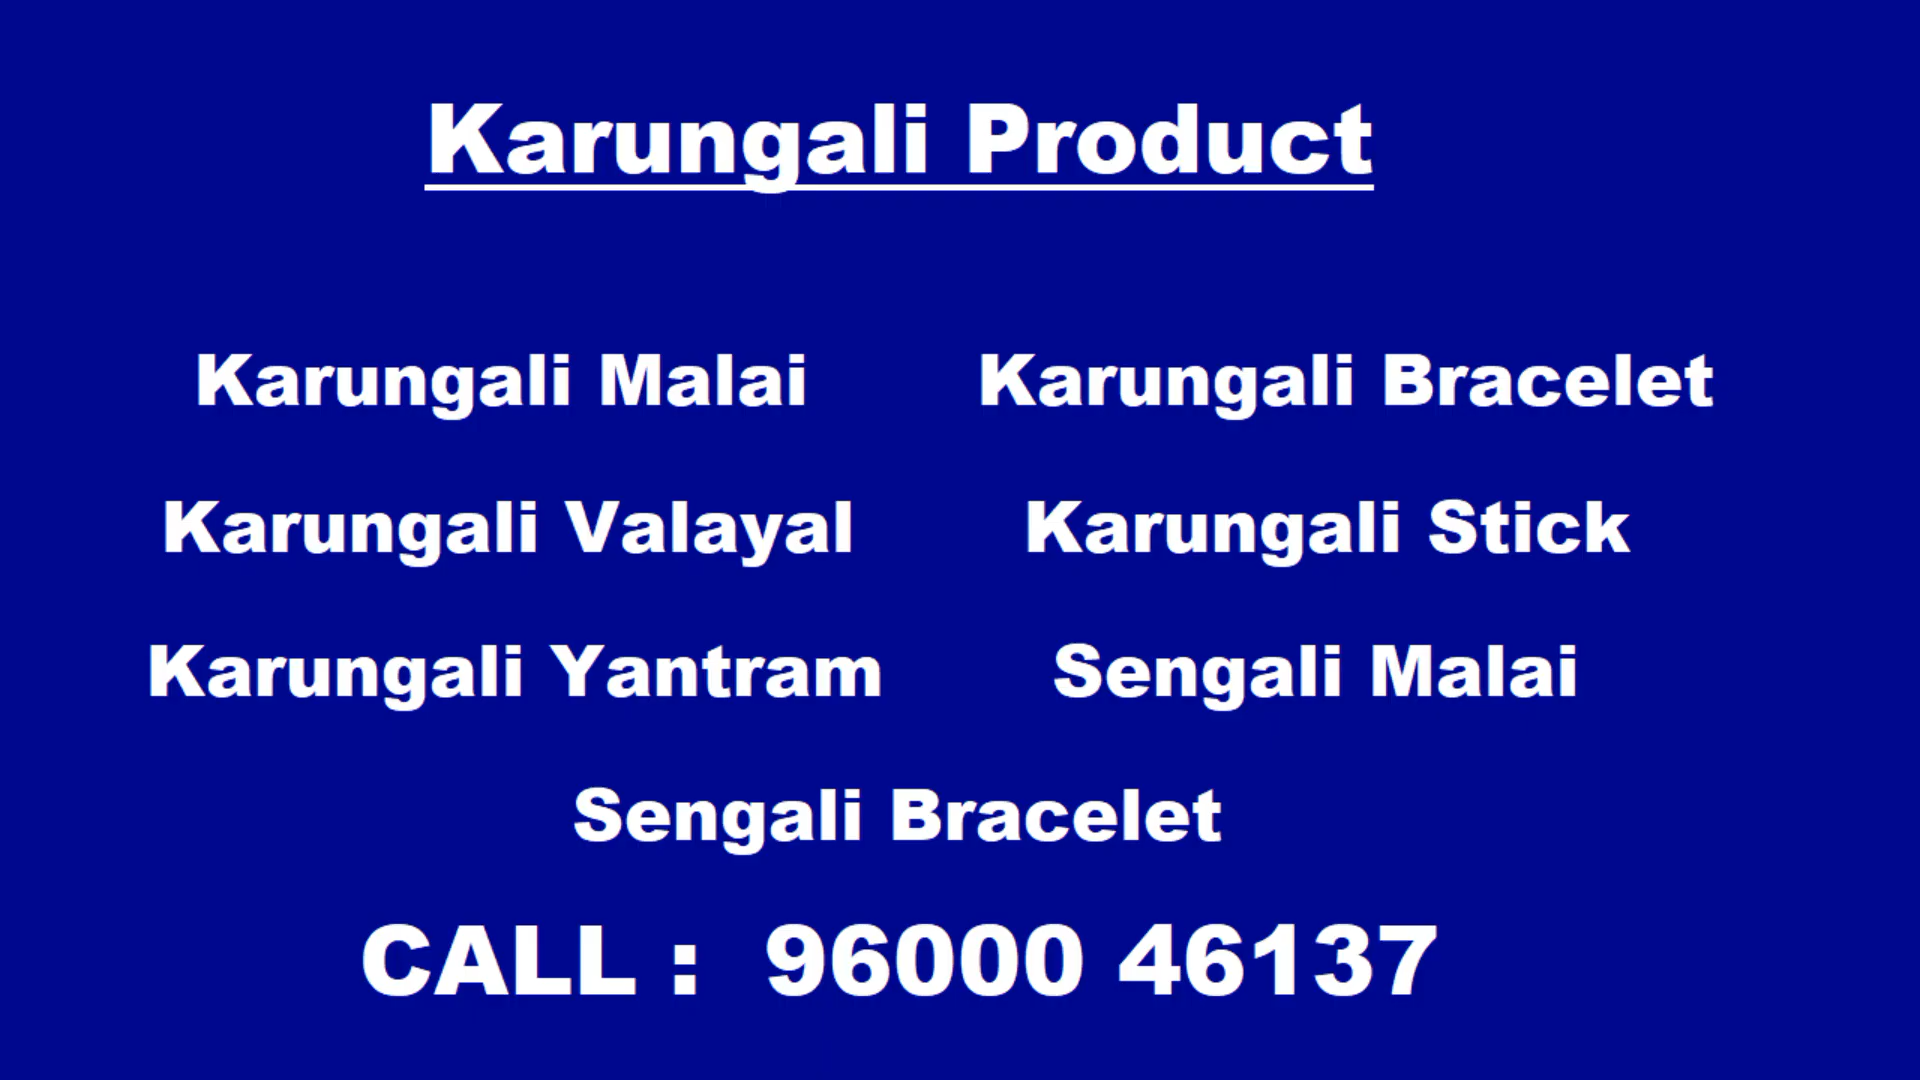 Karungali Product
Karungali Malai Karungali Bracelet
Karungali Valayal Karungali Stick
Karungali Yantram Sengali Malai
Sengali Bracelet
CALL : 96000 46137